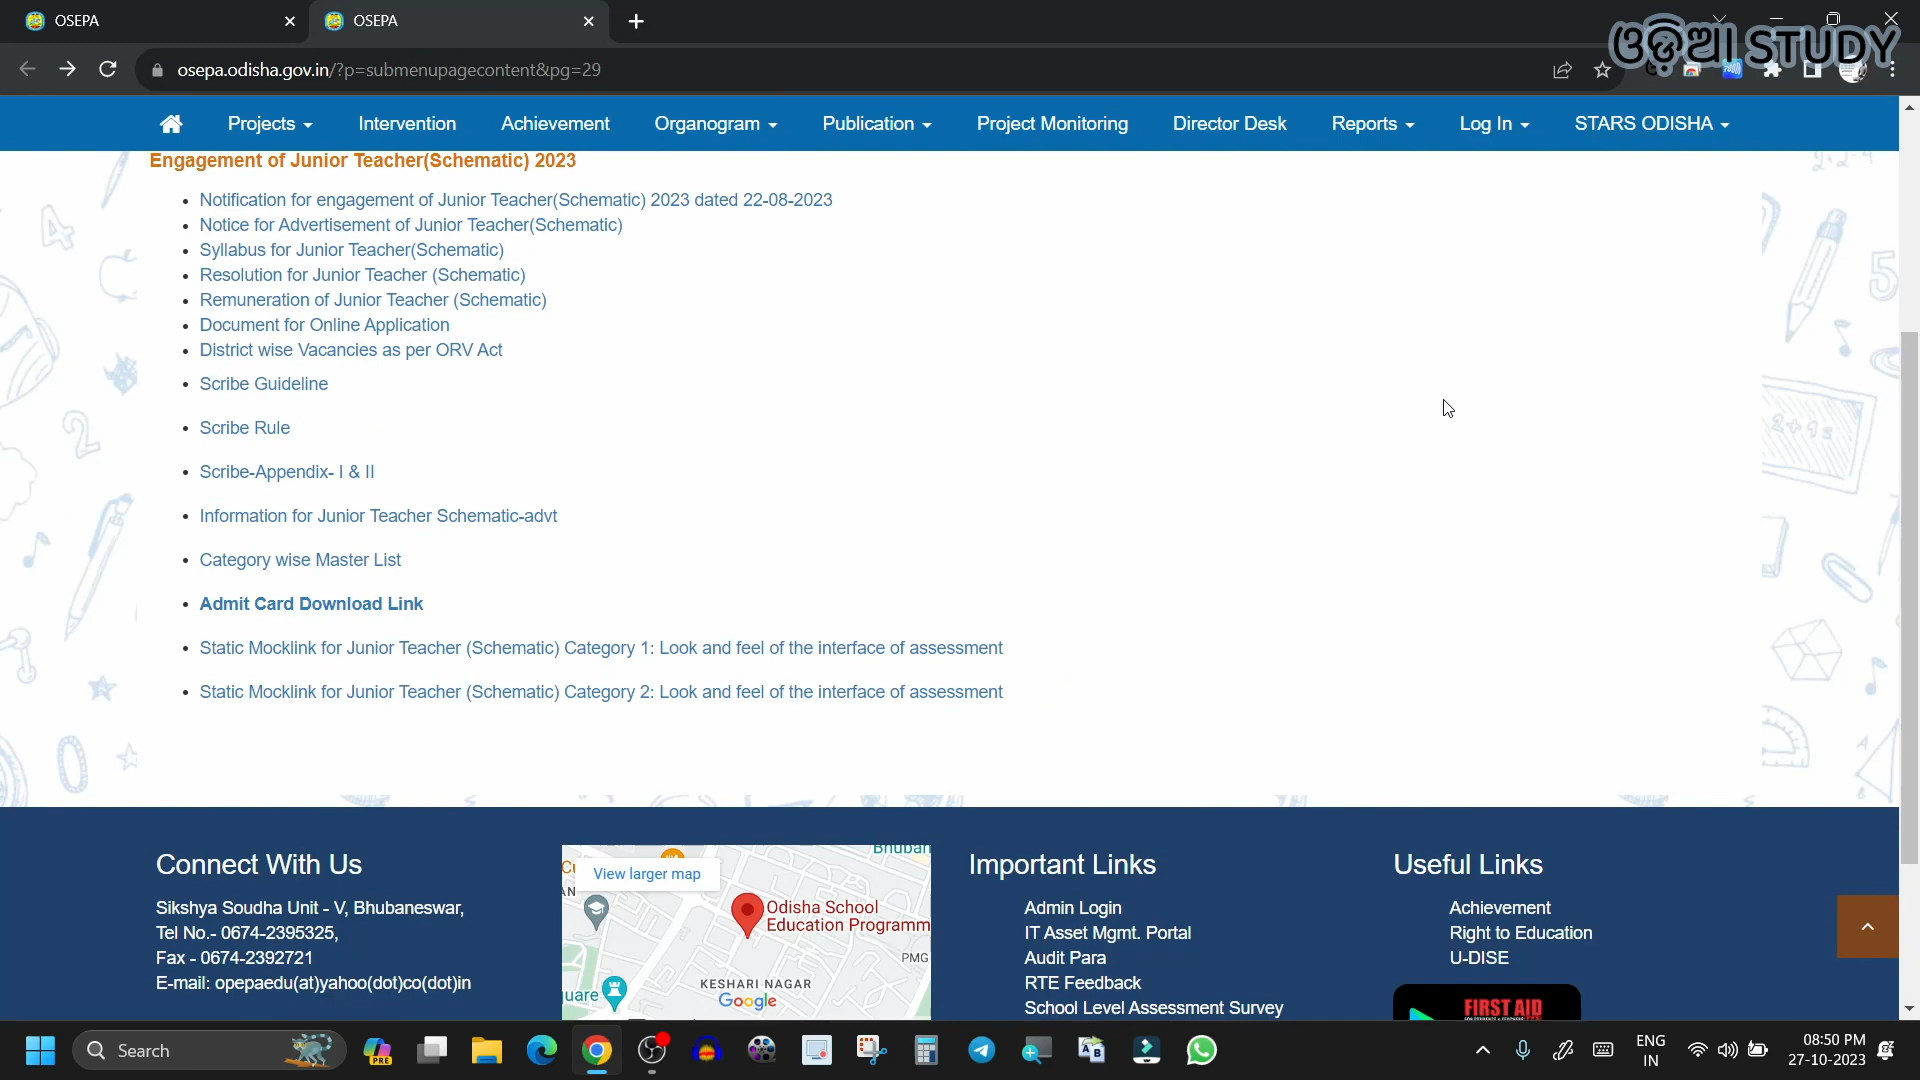 OSEPA
OSEPA
ଓଡ଼ିଆ STUDY
osepa.odisha.gov.in/?p=submenupagecontent&pg=29
Projects
Intervention
Achievement
Organogram
Publication
Project Monitoring
Director Desk
Reports
Log In
STARS ODISHA
Engagement of Junior Teacher(Schematic) 2023
Notification for engagement of Junior Teacher(Schematic) 2023 dated 22-08-2023
Notice for Advertisement of Junior Teacher(Schematic)
Syllabus for Junior Teacher(Schematic)
Resolution for Junior Teacher (Schematic)
Remuneration of Junior Teacher (Schematic)
Document for Online Application
District wise Vacancies as per ORV Act
Scribe Guideline
Scribe Rule
Scribe-Appendix- I & II
Information for Junior Teacher Schematic-advt
Category wise Master List
Admit Card Download Link
Static Mocklink for Junior Teacher (Schematic) Category 1: Look and feel of the interface of assessment
Static Mocklink for Junior Teacher (Schematic) Category 2: Look and feel of the interface of assessment
Connect With Us
Sikshya Soudha Unit - V, Bhubaneswar,
Tel No.- 0674-2395325,
Fax - 0674-2392721
E-mail: opepaedu(at)yahoo(dot)co(dot)in
View larger map
Odisha School
Education Programm
PMG
KESHARI NAGAR
Google
uare
Important Links
Admin Login
IT Asset Mgmt. Portal
Audit Para
RTE Feedback
School Level Assessment Survey
Useful Links
Achievement
Right to Education
U-DISE
FIRST AID
Search
PRE
ENG
IN
08:50 PM
27-10-2023